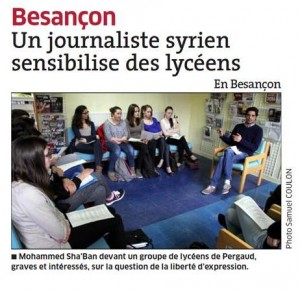 Besançon
Un journaliste syrien
sensibilise des lycéens
En Besançon
Photo Samuel COULON
■ Mohammed Sha'Ban devant un groupe de lycéens de Pergaud,
graves et intéressés, sur la question de la liberté d'expression.